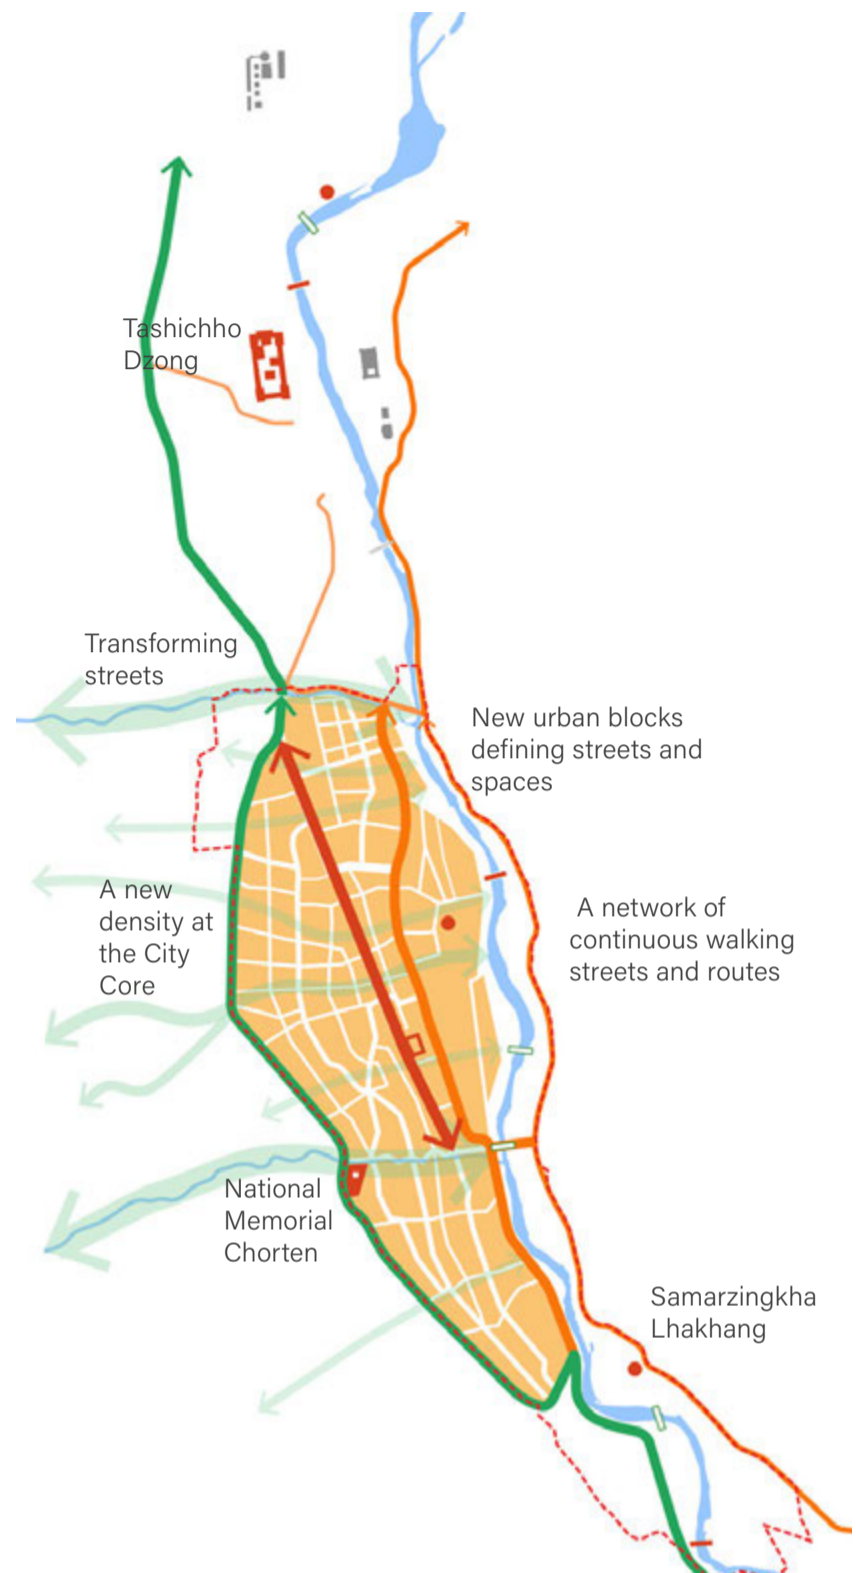 Tashichho
Dzong
Transforming
streets
New urban blocks
defining streets and
spaces
A new
density at
the City
Core
A network of
continuous walking
streets and routes
National
Memorial
Chorten
Samarzingkha
Lhakhang